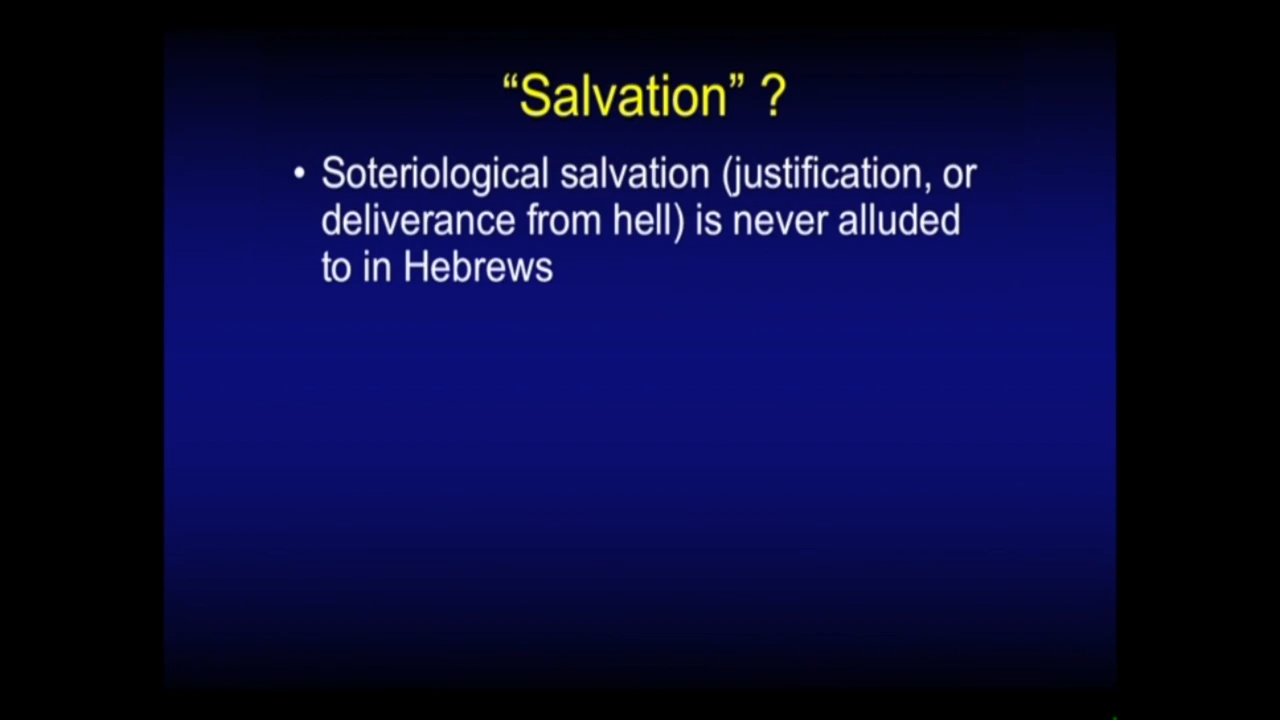 “Salvation” ?
• Soteriological salvation (justification, or
deliverance from hell) is never alluded
to in Hebrews